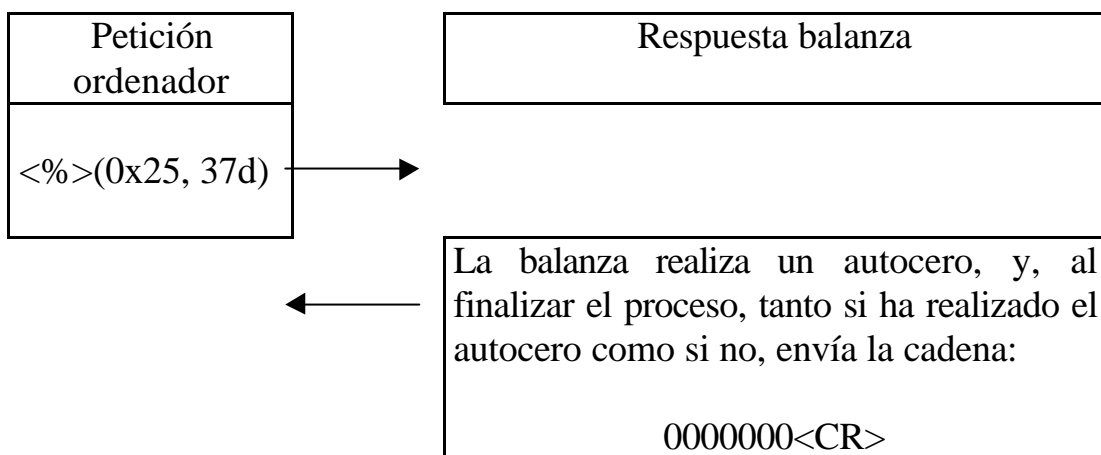 Petición
ordenador
Respuesta balanza
<%>(0x25, 37d)
La balanza realiza un autocero, y, al
finalizar el proceso, tanto si ha realizado el
autocero como si no, envía la cadena:
0000000<CR>